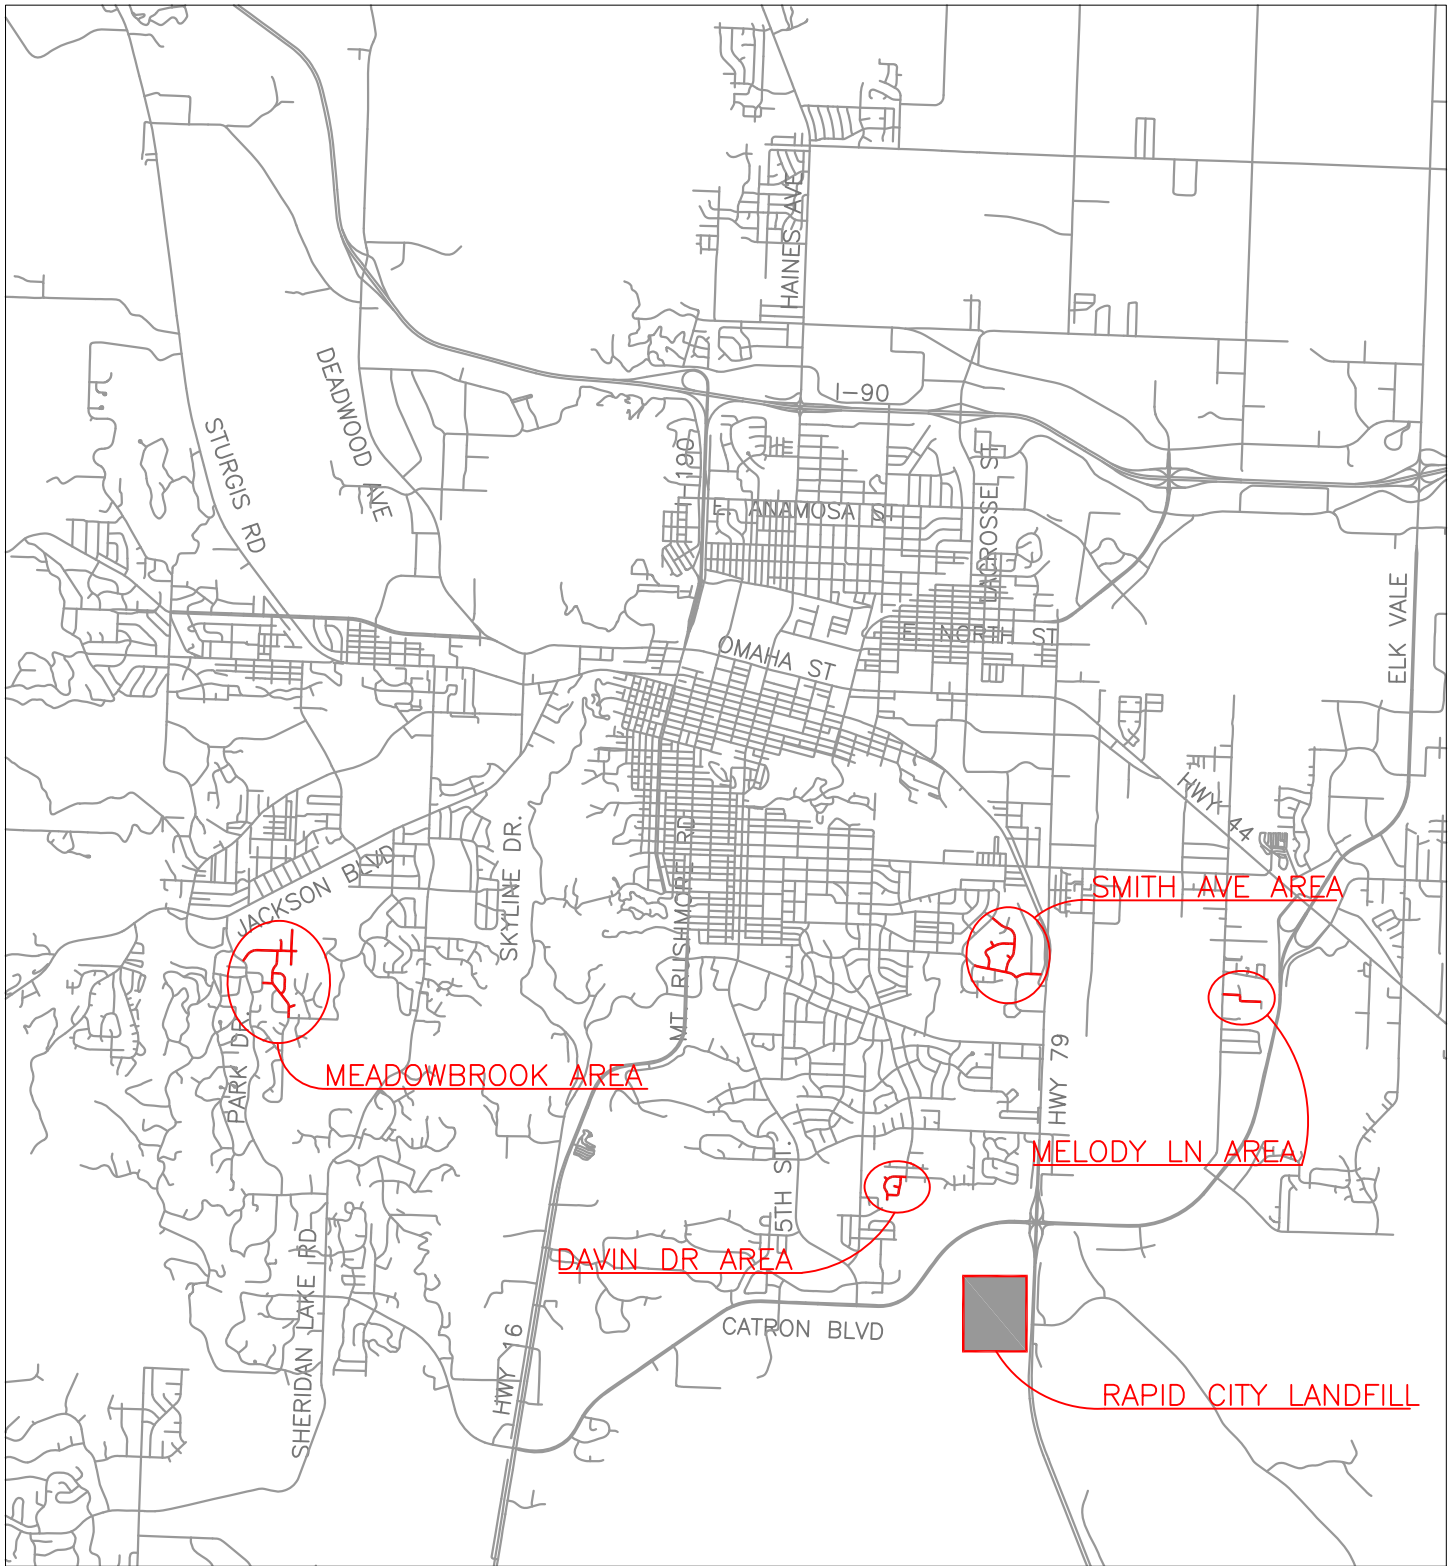 HAINES AVE
DEADWOOD AVE
I-90
STURGIS RD
I90
LACROSSE ST
E ANAMOSA ST
ELK VALE
E NORTH ST
OMAHA ST
HWY 44
SKYLINE DR.
MT. RUSHMORE RD
JACKSON BLVD
SMITH AVE AREA
PARK DR.
MEADOWBROOK AREA
HWY 79
MELODY LN AREA
5TH ST.
DAVIN DR AREA
SHERIDAN LAKE RD
HWY 16
CATRON BLVD
RAPID CITY LANDFILL